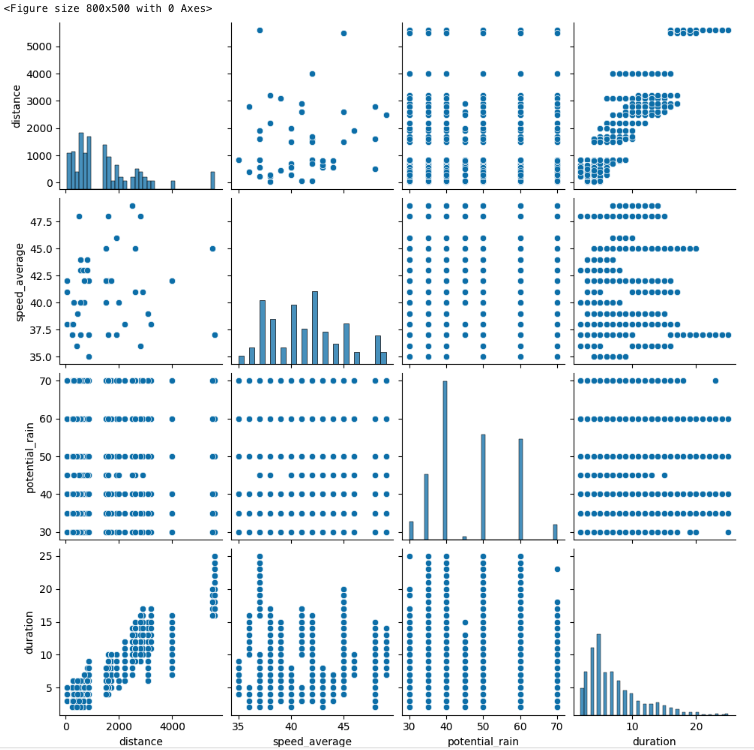 <Figure size 800x500 with 0 Axes>
5000
4000
3000
2000
1000
0
distance
47.5
45.0
42.5
40.0
37.5
35.0
speed_average
70
60
50
40
30
potential_rain
25
20
15
10
5
duration
0 2000 4000
35 40 45
30 40 50 60 70
10 20
distance speed_average potential_rain duration